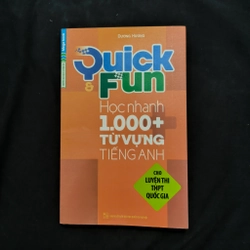 Quick
& Fun
Học nhanh
1.000+
TỪ VỰNG
TIẾNG ANH
CHO
LUYỆN THI
THPT
QUỐC GIA